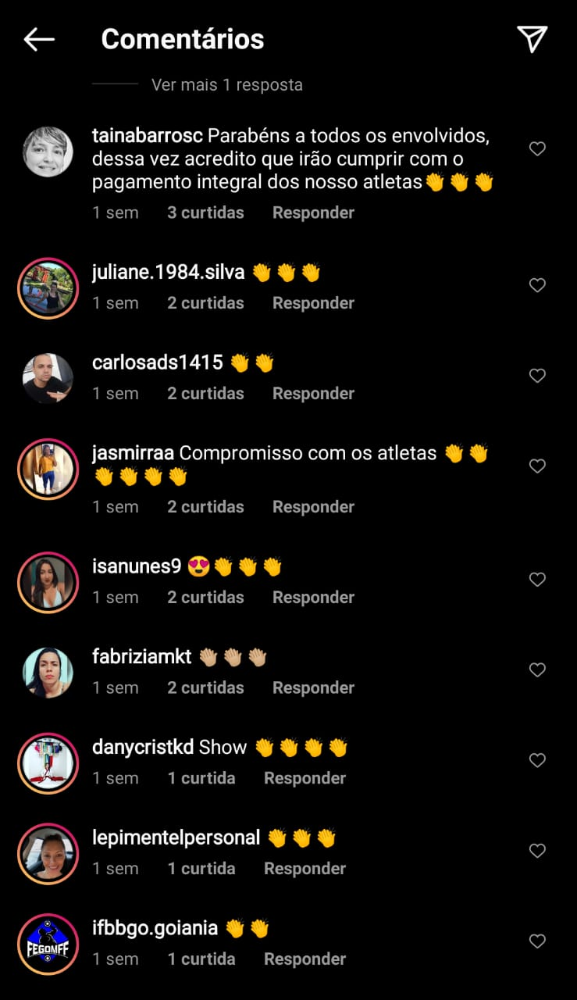 Comentários
Ver mais 1 resposta
tainabarrosc Parabéns a todos os envolvidos,
dessa vez acredito que irão cumprir com o
pagamento integral dos nosso atletas👏👏👏
1 sem 3 curtidas Responder
juliane.1984.silva 👏👏👏
1 sem 2 curtidas Responder
carlosads1415 👏👏
1 sem 2 curtidas Responder
jasmirraa Compromisso com os atletas 👏👏
👏👏👏👏
1 sem 2 curtidas Responder
isanunes9 😍👏👏👏
1 sem 2 curtidas Responder
fabriziamkt 👏🏼👏🏼👏🏼
1 sem 2 curtidas Responder
danycristkd Show 👏👏👏👏
1 sem 1 curtida Responder
lepimentelpersonal 👏👏👏
1 sem 1 curtida Responder
ifbbgo.goiania 👏👏
FEGOMFF
1 sem 1 curtida Responder